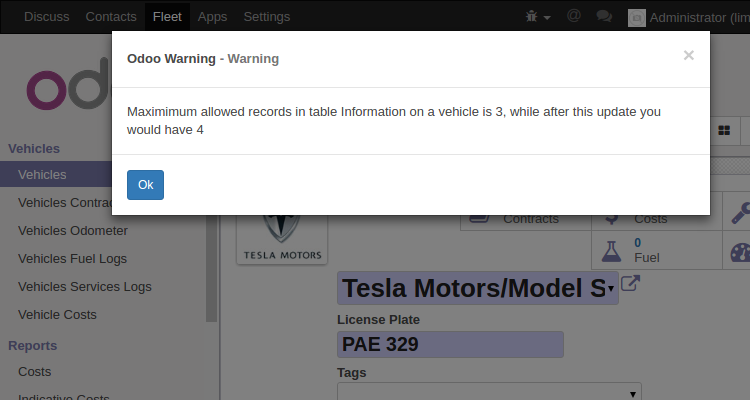 Discuss Contacts Fleet Apps Settings @ Administrator (lim
od
Odoo Warning - Warning ×
Maximimum allowed records in table Information on a vehicle is 3, while after this update you
would have 4
Ok
Vehicles
Vehicles
Vehicles Contrac
Vehicles Odometer
Vehicles Fuel Logs
Vehicles Services Logs
Vehicle Costs
Reports
Costs
Indicative Costs
TESLA MOTORS
Contracts
Costs
0
Fuel
Tesla Motors/Model S
License Plate
PAE 329
Tags